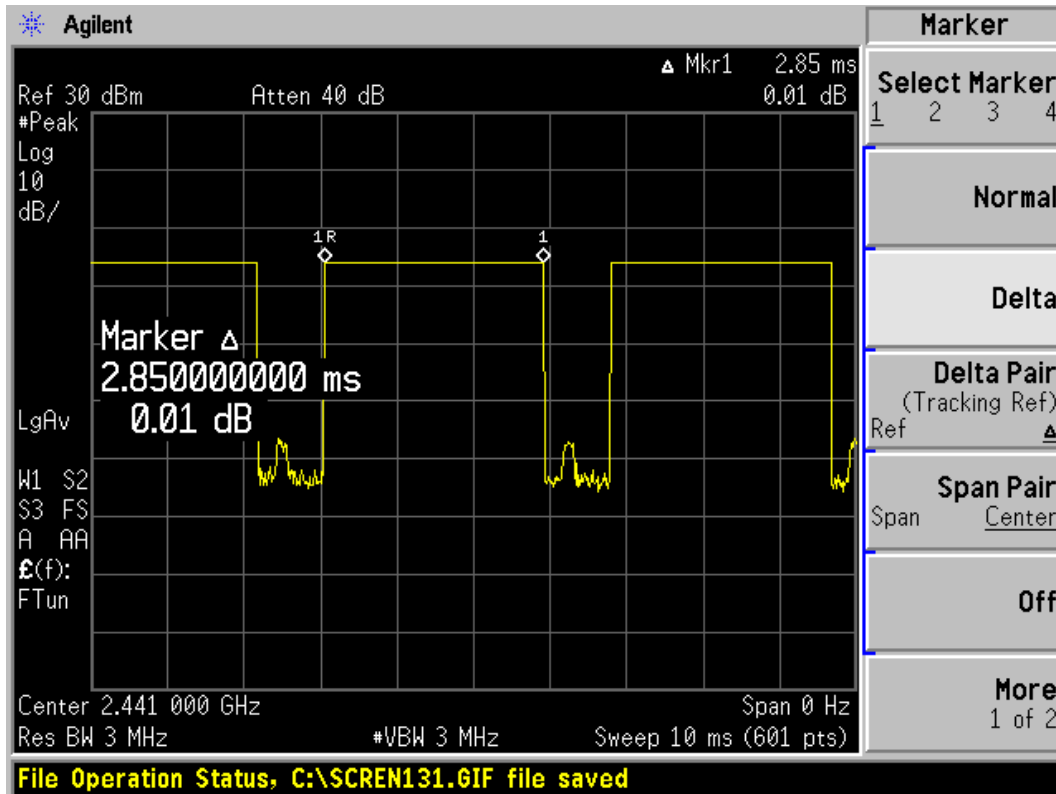 Agilent
Marker
Δ Mkr1 2.85 ms
Ref 30 dBm Atten 40 dB 0.01 dB
#Peak
Log
10
dB/
1R 1
Marker Δ
2.850000000 ms
0.01 dB
LgAv
W1 S2
S3 FS
A AA
£(f):
FTun
Center 2.441 000 GHz Span 0 Hz
Res BW 3 MHz #VBW 3 MHz Sweep 10 ms (601 pts)
File Operation Status, C:\SCREN131.GIF file saved
Select Marker
1 2 3 4
Normal
Delta
Delta Pair
(Tracking Ref)
Ref Δ
Span Pair
Span Center
Off
More
1 of 2